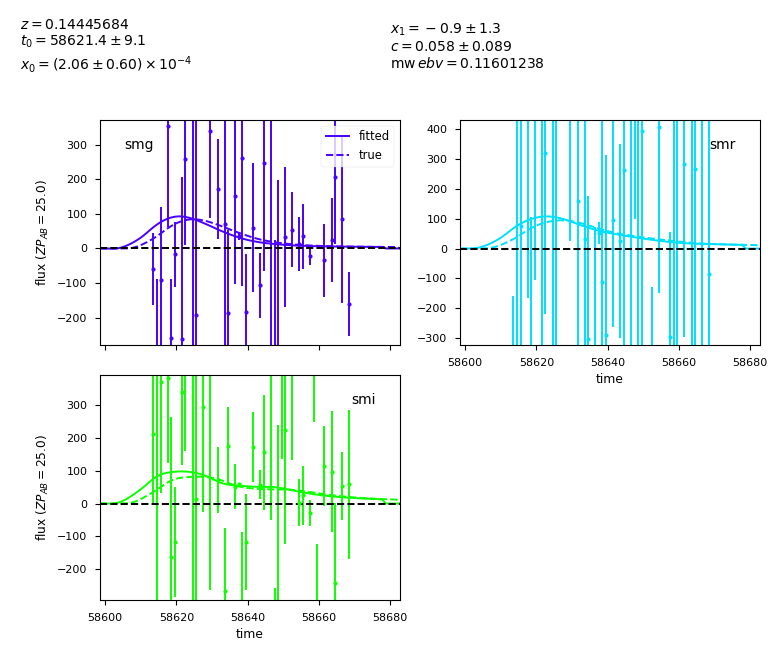 z = 0.14445684
t₀ = 58621.4 ± 9.1
x₀ = (2.06 ± 0.60) × 10⁻⁴
x₁ = −0.9 ± 1.3
c = 0.058 ± 0.089
mw ebv = 0.11601238
smg
fitted
true
300
200
100
0
−100
−200
flux (ZP_AB = 25.0)
smr
400
300
200
100
0
−100
−200
−300
58600 58620 58640 58660 58680
time
smi
300
200
100
0
−100
−200
flux (ZP_AB = 25.0)
58600 58620 58640 58660 58680
time